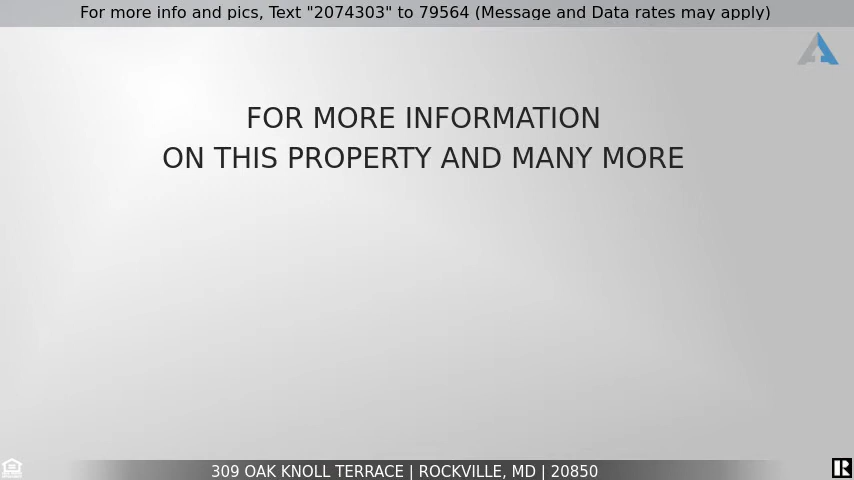 For more info and pics, Text "2074303" to 79564 (Message and Data rates may apply)
FOR MORE INFORMATION
ON THIS PROPERTY AND MANY MORE
309 OAK KNOLL TERRACE | ROCKVILLE, MD | 20850